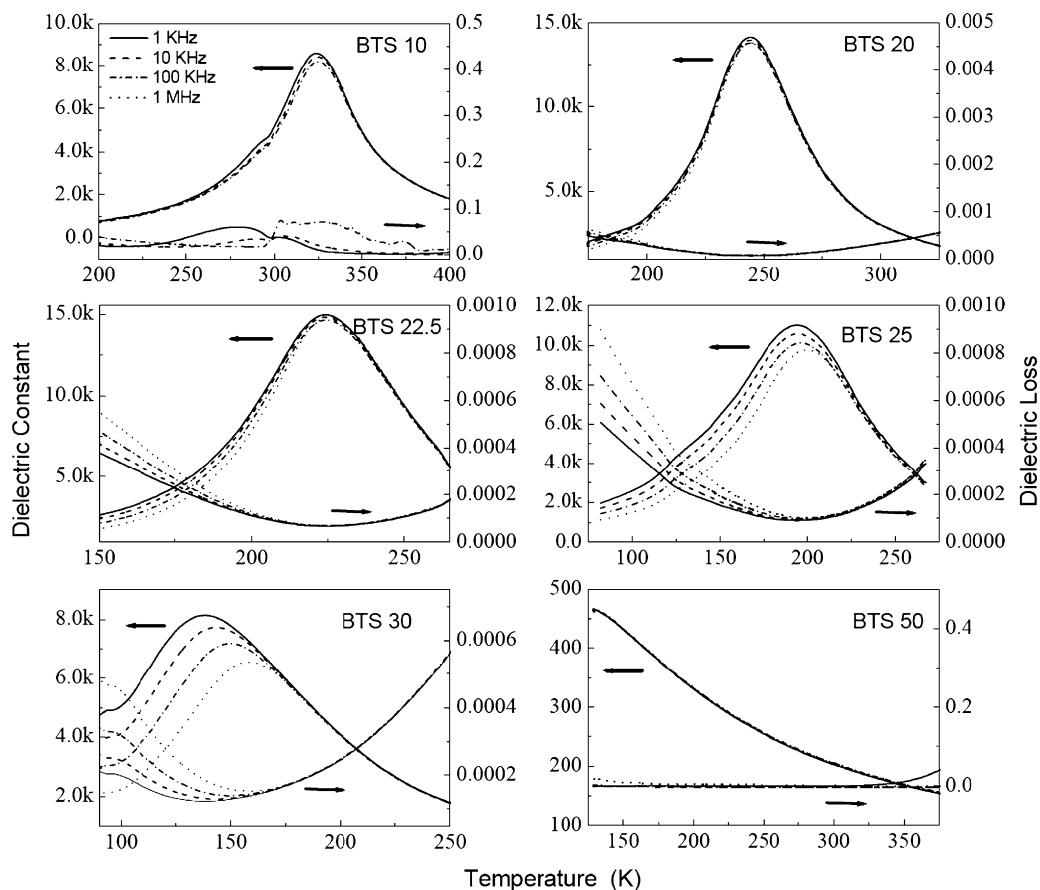 BTS 10
1 KHz
10 KHz
100 KHz
1 MHz
10.0k
8.0k
6.0k
4.0k
2.0k
0.0
0.5
0.4
0.3
0.2
0.1
0.0
200
250
300
350
400
BTS 20
15.0k
10.0k
5.0k
0.005
0.004
0.003
0.002
0.001
0.000
200
250
300
BTS 22.5
15.0k
10.0k
5.0k
0.0010
0.0008
0.0006
0.0004
0.0002
0.0000
150
200
250
BTS 25
12.0k
10.0k
8.0k
6.0k
4.0k
2.0k
0.0
0.0010
0.0008
0.0006
0.0004
0.0002
0.0000
100
150
200
250
BTS 30
8.0k
6.0k
4.0k
2.0k
0.0006
0.0004
0.0002
100
150
200
250
BTS 50
500
450
400
350
300
250
200
150
100
0.4
0.2
0.0
150
200
250
300
350
Dielectric Constant
Dielectric Loss
Temperature (K)